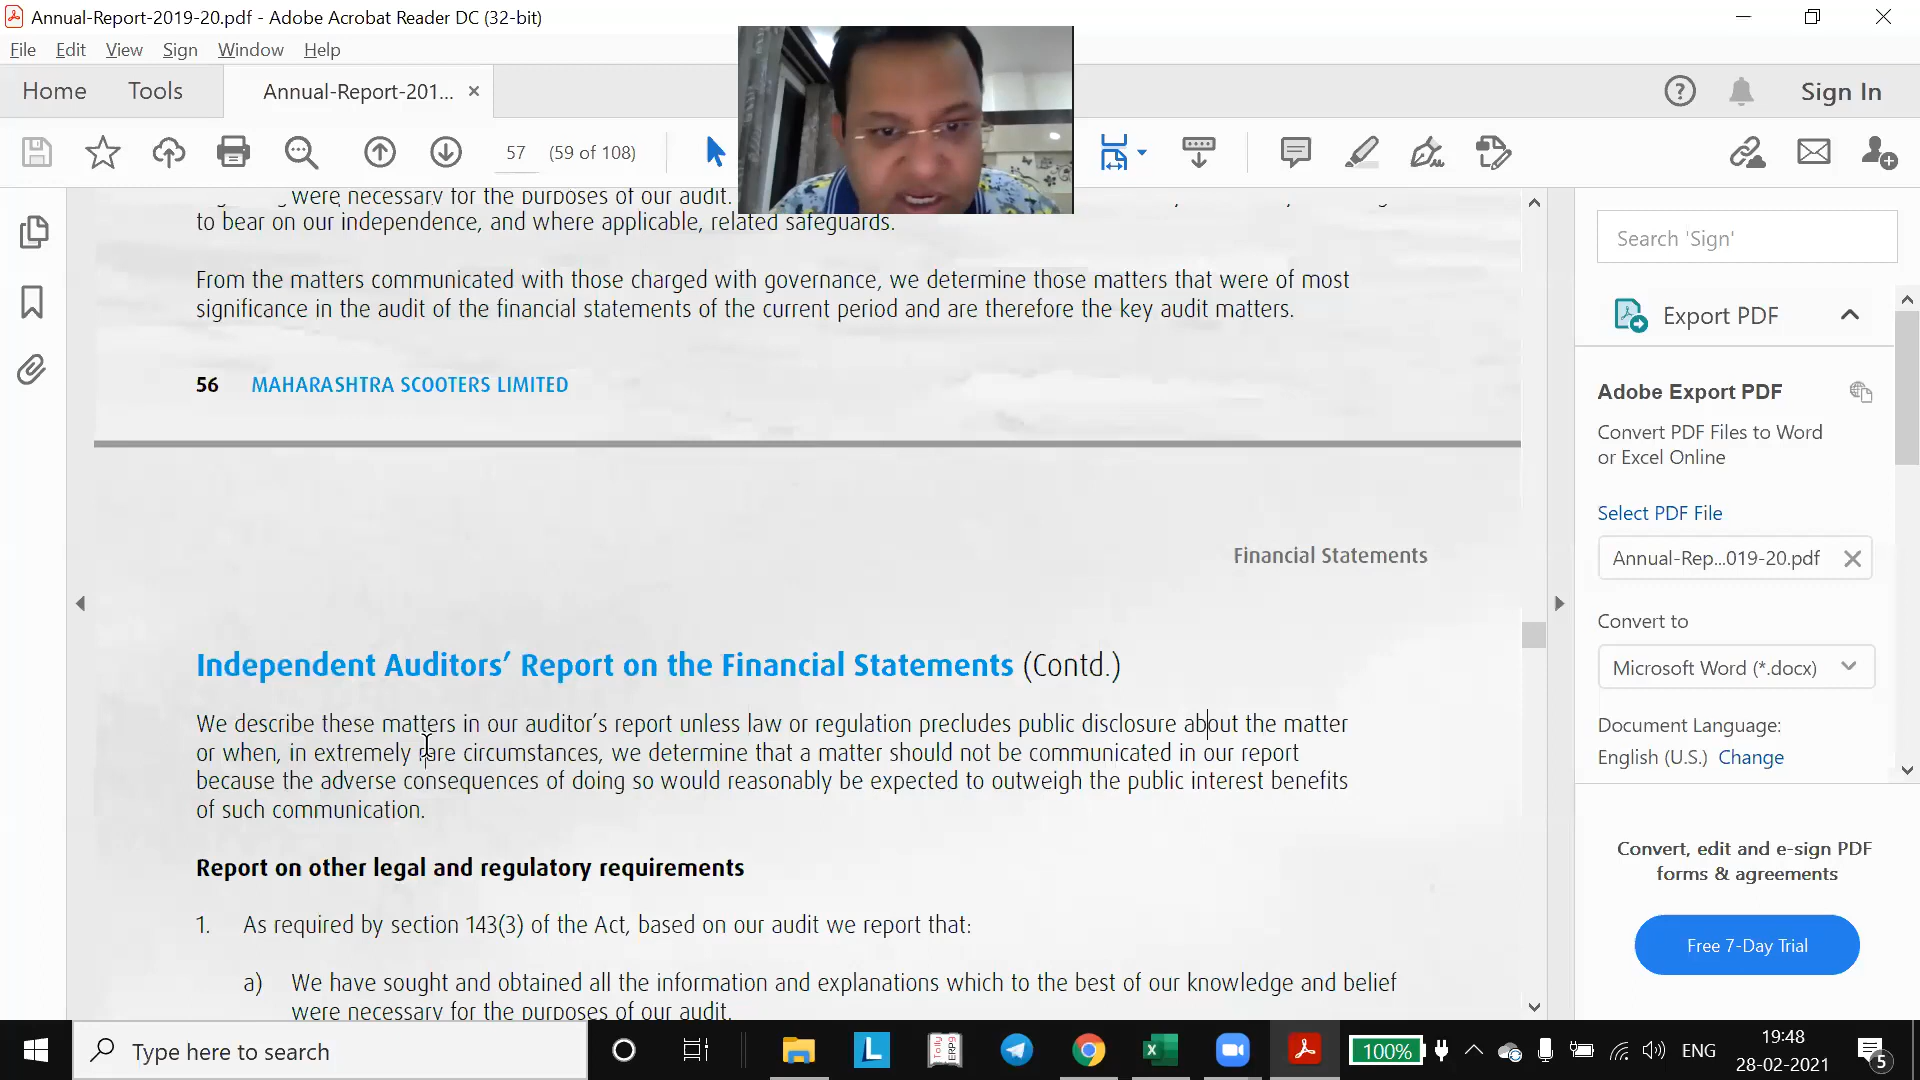 Annual-Report-2019-20.pdf - Adobe Acrobat Reader DC (32-bit)
File Edit View Sign Window Help
Home Tools Annual-Report-201... × Sign In
57 (59 of 108)
were necessary for the purposes of our audit.
to bear on our independence, and where applicable, related safeguards.
From the matters communicated with those charged with governance, we determine those matters that were of most
significance in the audit of the financial statements of the current period and are therefore the key audit matters.
56 MAHARASHTRA SCOOTERS LIMITED
Financial Statements
Independent Auditors’ Report on the Financial Statements (Contd.)
We describe these matters in our auditor’s report unless law or regulation precludes public disclosure about the matter
or when, in extremely rare circumstances, we determine that a matter should not be communicated in our report
because the adverse consequences of doing so would reasonably be expected to outweigh the public interest benefits
of such communication.
Report on other legal and regulatory requirements
1. As required by section 143(3) of the Act, based on our audit we report that:
a) We have sought and obtained all the information and explanations which to the best of our knowledge and belief
were necessary for the purposes of our audit.
Search 'Sign'
Export PDF
Adobe Export PDF
Convert PDF Files to Word
or Excel Online
Select PDF File
Annual-Rep...019-20.pdf
Convert to
Microsoft Word (*.docx)
Document Language:
English (U.S.) Change
Convert, edit and e-sign PDF
forms & agreements
Free 7-Day Trial
Type here to search
L
100%
ENG
19:48
28-02-2021
5